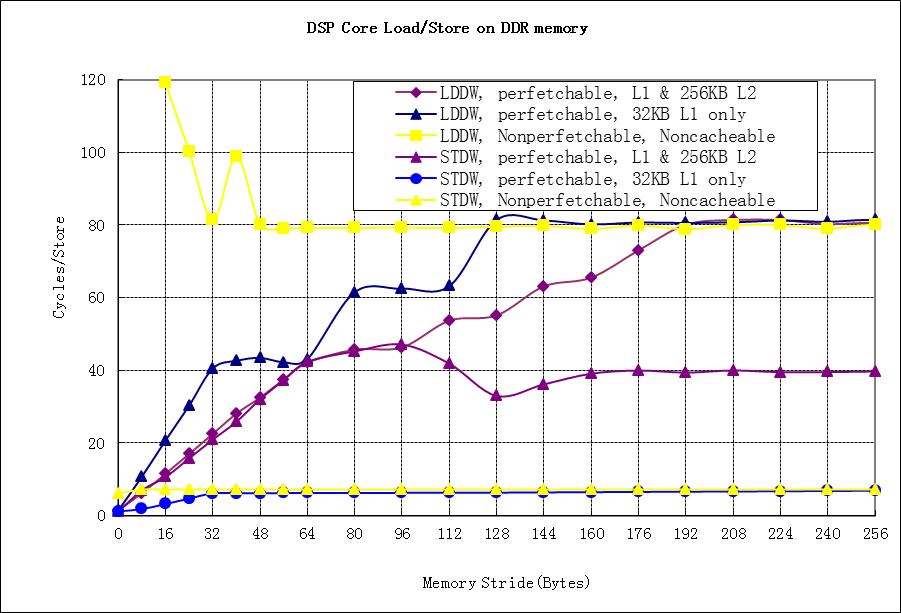 DSP Core Load/Store on DDR memory
120
100
80
60
40
20
0
Cycles/Store
LDDW, perfetchable, L1 & 256KB L2
LDDW, perfetchable, 32KB L1 only
LDDW, Nonperfetchable, Noncacheable
STDW, perfetchable, L1 & 256KB L2
STDW, perfetchable, 32KB L1 only
STDW, Nonperfetchable, Noncacheable
0 16 32 48 64 80 96 112 128 144 160 176 192 208 224 240 256
Memory Stride(Bytes)